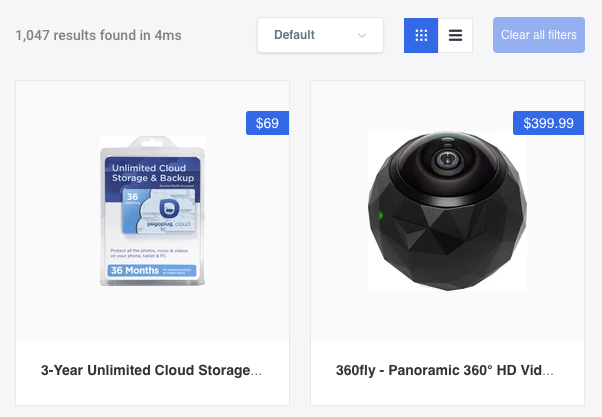 1,047 results found in 4ms
Default
Clear all filters
$69
Unlimited Cloud
Storage & Backup
36
pogoplug cloud
Protect all the photos, music & videos
on your phone, tablet & PC.
36 Months
3-Year Unlimited Cloud Storage...
$399.99
360fly - Panoramic 360° HD Vid...